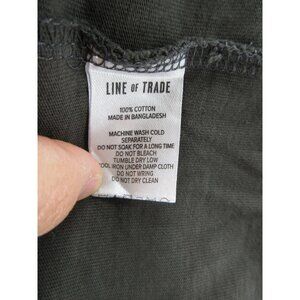 LINE OF TRADE
100% COTTON
MADE IN BANGLADESH
MACHINE WASH COLD
SEPARATELY
DO NOT SOAK FOR A LONG TIME
DO NOT BLEACH
TUMBLE DRY LOW
OOL IRON UNDER DAMP CLOTH
DO NOT WRING
DO NOT DRY CLEAN